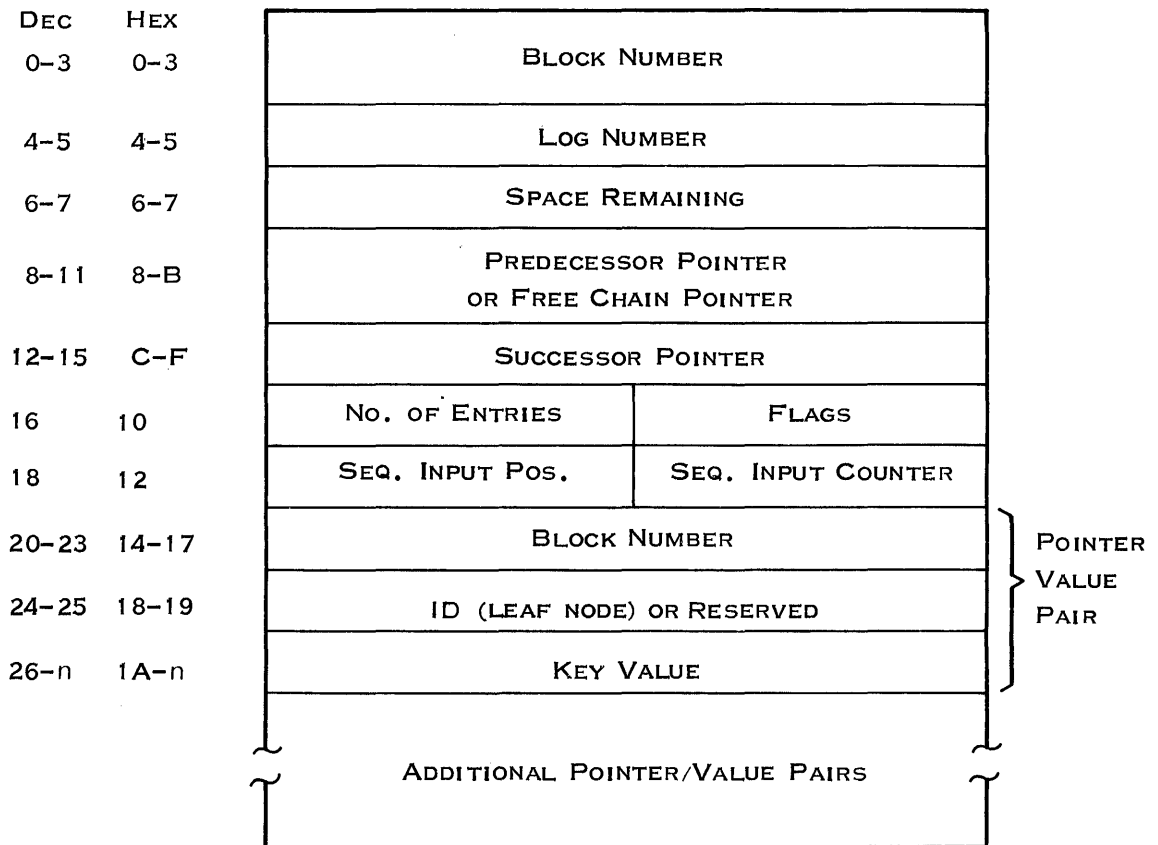 DEC HEX
0-3 0-3 BLOCK NUMBER
4-5 4-5 LOG NUMBER
6-7 6-7 SPACE REMAINING
8-11 8-B PREDECESSOR POINTER
OR FREE CHAIN POINTER
12-15 C-F SUCCESSOR POINTER
16 10 NO. OF ENTRIES FLAGS
18 12 SEQ. INPUT POS. SEQ. INPUT COUNTER
20-23 14-17 BLOCK NUMBER
24-25 18-19 ID (LEAF NODE) OR RESERVED
26-n 1A-n KEY VALUE
POINTER
VALUE
PAIR
ADDITIONAL POINTER/VALUE PAIRS